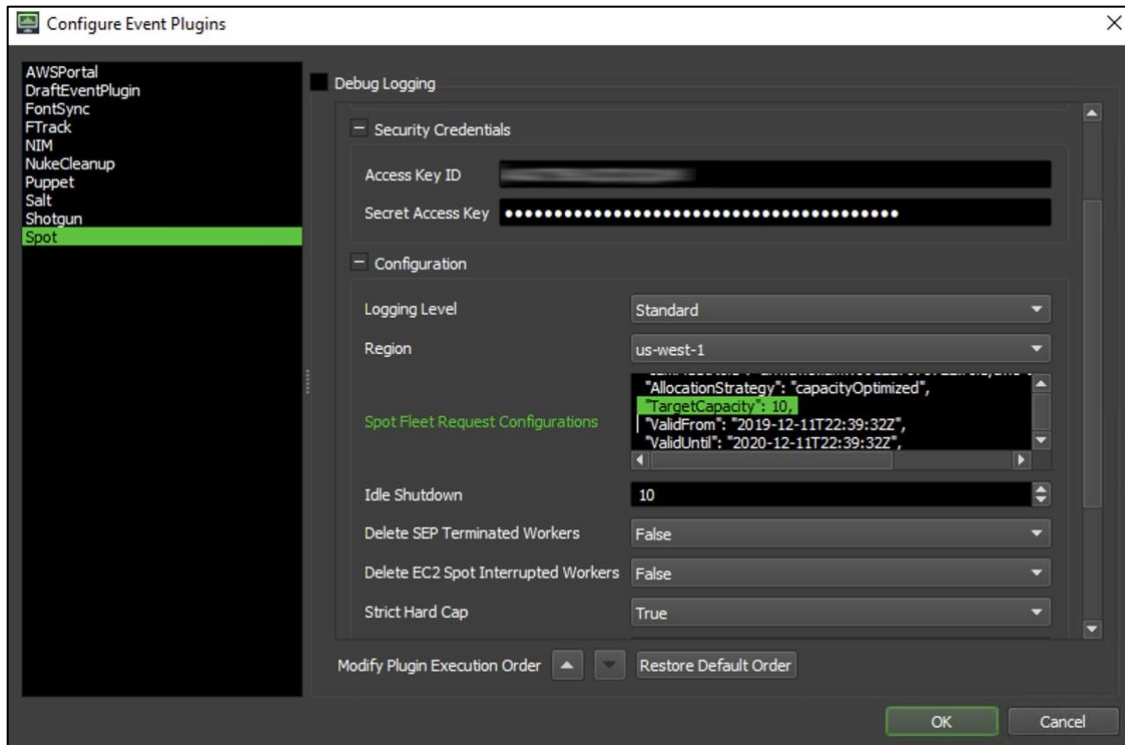 Configure Event Plugins
AWSPortal
DraftEventPlugin
FontSync
FTrack
NIM
NukeCleanup
Puppet
Salt
Shotgun
Spot
Debug Logging
Security Credentials
Access Key ID
Secret Access Key ••••••••••••••••••••••••••••••••••••••••
Configuration
Logging Level Standard
Region us-west-1
Spot Fleet Request Configurations
"AllocationStrategy": "capacityOptimized",
"TargetCapacity": 10,
"ValidFrom": "2019-12-11T22:39:32Z",
"ValidUntil": "2020-12-11T22:39:32Z",
Idle Shutdown 10
Delete SEP Terminated Workers False
Delete EC2 Spot Interrupted Workers False
Strict Hard Cap True
Modify Plugin Execution Order Restore Default Order
OK Cancel